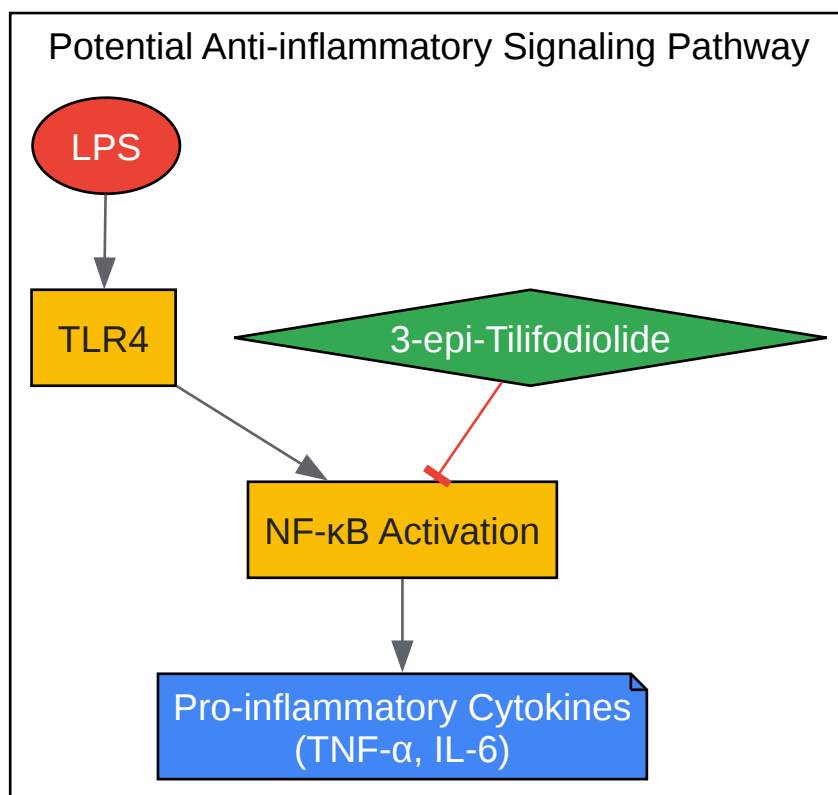 Potential Anti-inflammatory Signaling Pathway
LPS
TLR4
3-epi-Tilifodiolide
NF-κB Activation
Pro-inflammatory Cytokines
(TNF-α, IL-6)